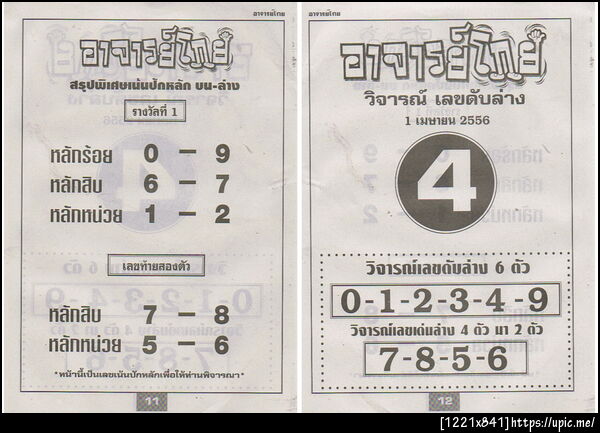 อาจารย์ไทย
สรุปพิเศษเน้นปักหลัก บน-ล่าง
รางวัลที่ 1
หลักร้อย 0 - 9
หลักสิบ 6 - 7
หลักหน่วย 1 - 2
เลขท้ายสองตัว
หลักสิบ 7 - 8
หลักหน่วย 5 - 6
"หน้านี้เป็นเลขเน้นปักหลักเพื่อให้ท่านพิจารณา"
11
อาจารย์ไทย
อาจารย์ไทย
วิจารณ์ เลขดับล่าง
1 เมษายน 2556
4
วิจารณ์เลขดับล่าง 6 ตัว
0-1-2-3-4-9
วิจารณ์เลขเด่นล่าง 4 ตัว มา 2 ตัว
7-8-5-6
12
อาจารย์ไทย
[1221x841]https://upic.me/